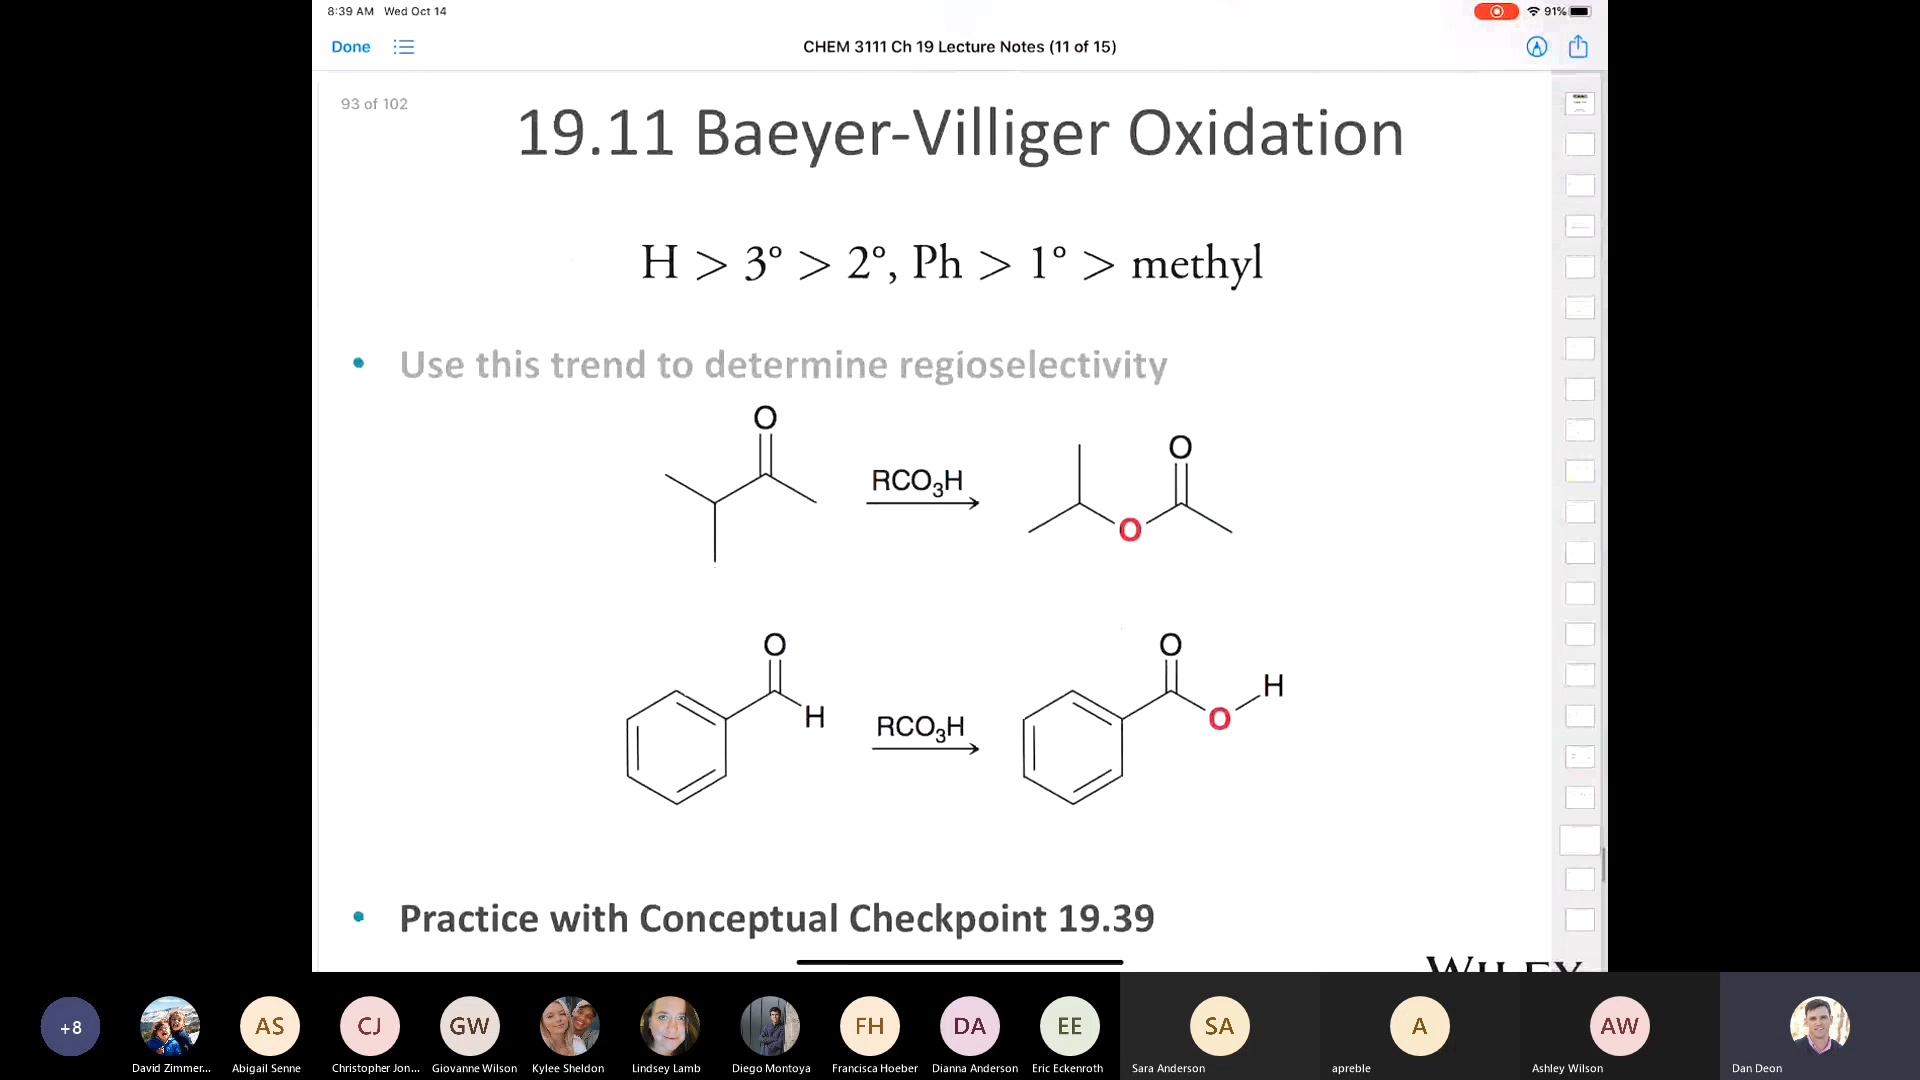 8:39 AM Wed Oct 14
91%
Done
CHEM 3111 Ch 19 Lecture Notes (11 of 15)
93 of 102
19.11 Baeyer-Villiger Oxidation
H > 3° > 2°, Ph > 1° > methyl
• Use this trend to determine regioselectivity
O
RCO3H
O
O
O
H
RCO3H
O
O
H
• Practice with Conceptual Checkpoint 19.39
WILEY
+8
AS
CJ
GW
FH
DA
EE
SA
A
AW
David Zimmer...
Abigail Senne
Christopher Jon...
Giovanne Wilson
Kylee Sheldon
Lindsey Lamb
Diego Montoya
Francisca Hoeber
Dianna Anderson
Eric Eckenroth
Sara Anderson
apreble
Ashley Wilson
Dan Deon